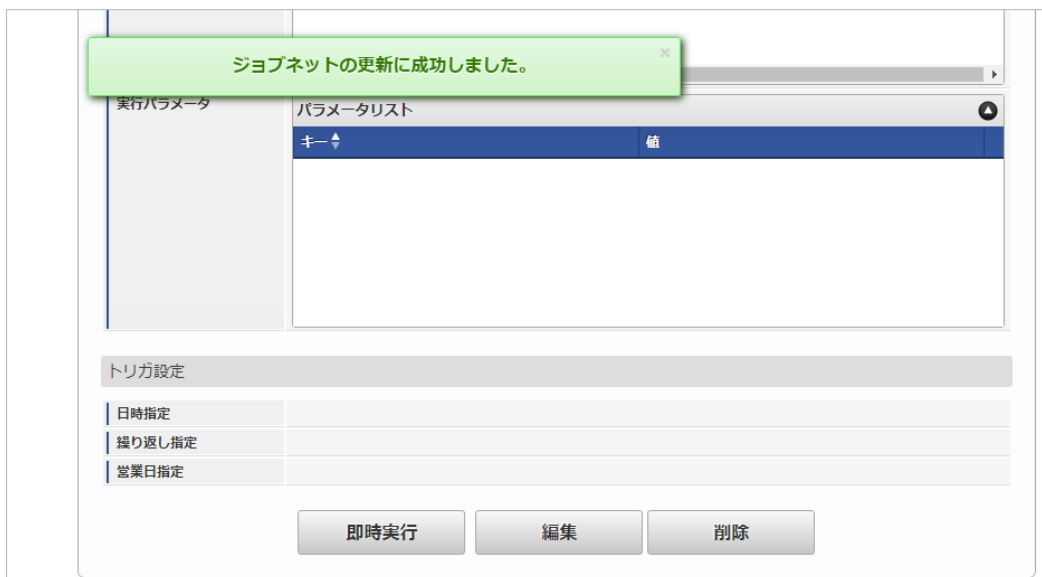 ジョブネットの更新に成功しました。
実行パラメータ
パラメータリスト
キー
値
トリガ設定
日時指定
繰り返し指定
営業日指定
即時実行
編集
削除